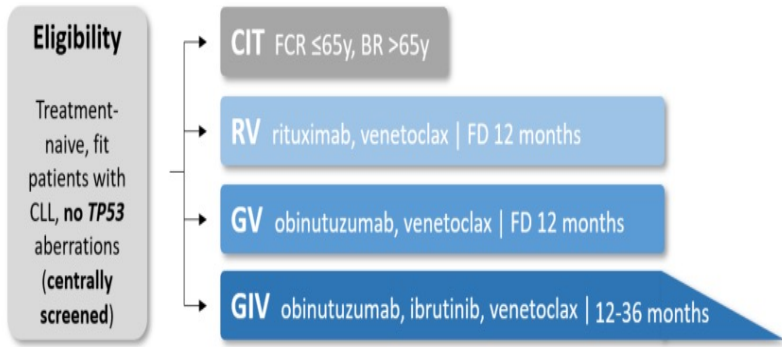 Eligibility
Treatment-
naive, fit
patients with
CLL, no TP53
aberrations
(centrally
screened)
CIT FCR ≤65y, BR >65y
RV rituximab, venetoclax | FD 12 months
GV obinutuzumab, venetoclax | FD 12 months
GIV obinutuzumab, ibrutinib, venetoclax | 12-36 months